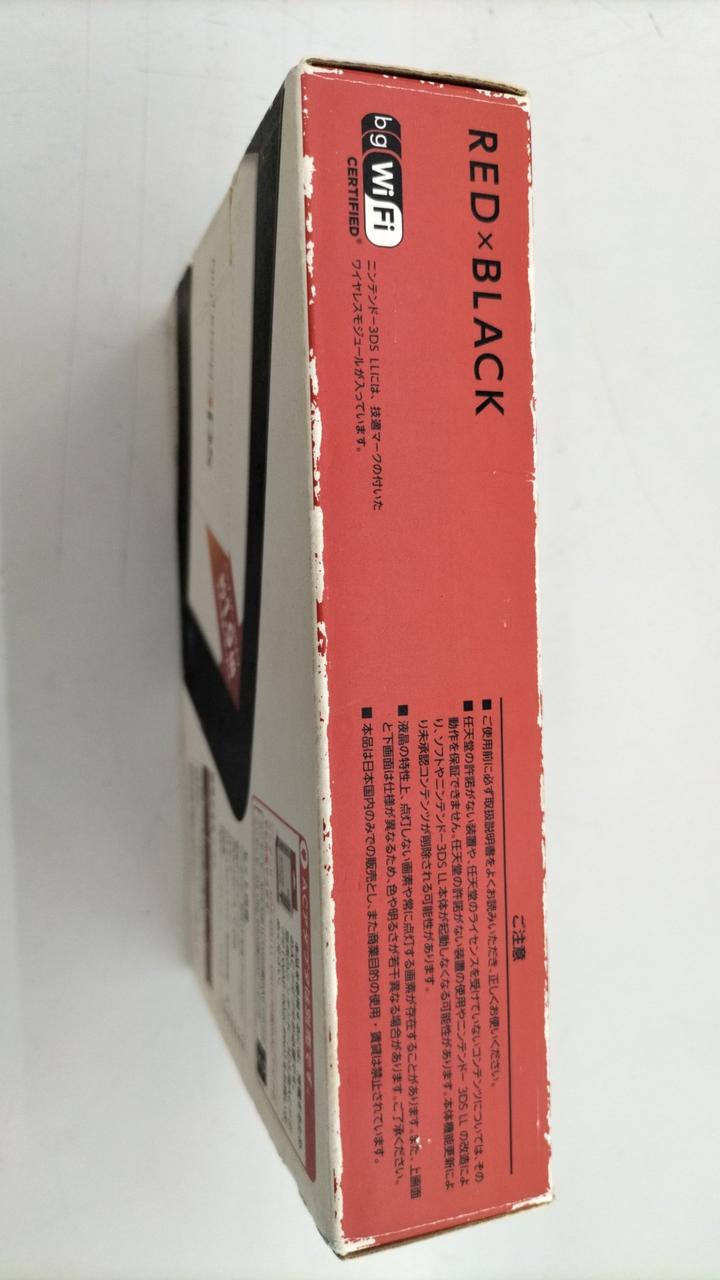 RED×BLACK
bg Wi Fi
CERTIFIED®
ニンテンドー3DS LLには、技適マークの付いた
ワイヤレスモジュールが入っています。
ご注意
■ご使用前に必ず取扱説明書をよくお読みいただき、正しくお使いください。
■任天堂の許諾がない装置や、任天堂のライセンスを受けていないコンテンツについては、その
動作を保証できません。任天堂の許諾がない装置の使用やニンテンドー3DS LL の改造によ
り、ソフトやニンテンドー3DS LL 本体が起動しなくなる可能性があります。本体機能更新によ
り未承認コンテンツが削除される可能性があります。
■液晶の特性上、点灯しない画素や常に点灯する画素が存在することがあります。また、上画面
と下画面は仕様が異なるため、色や明るさが若干異なる場合があります。ご了承ください。
■本品は日本国内のみでの販売とし、また商業目的の使用・賃貸は禁止されています。